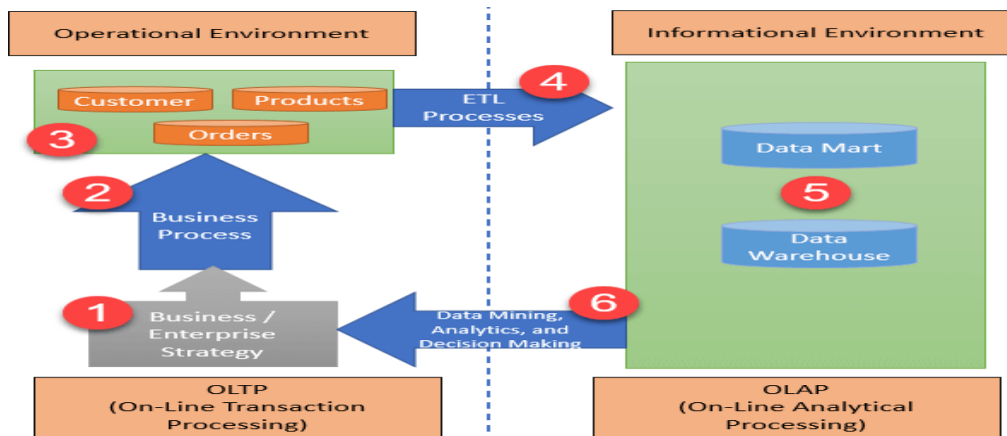 Operational Environment
Informational Environment
Customer
Products
Orders
3
4
ETL
Processes
2
Business
Process
Data Mart
5
Data
Warehouse
1
Business /
Enterprise
Strategy
6
Data Mining,
Analytics, and
Decision Making
OLTP
(On-Line Transaction
Processing)
OLAP
(On-Line Analytical
Processing)